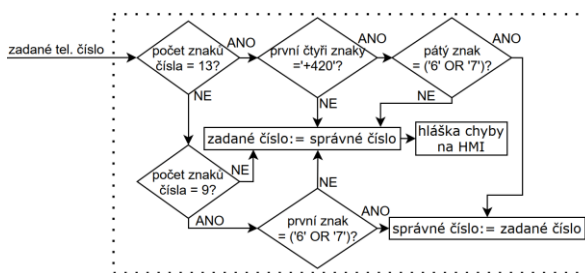 zadané tel. číslo
počet znaků
čísla = 13?
ANO
první čtyři znaky
='+420'?
ANO
pátý znak
= ('6' OR '7')?
ANO
NE
NE
NE
zadané číslo:= správné číslo
hláška chyby
na HMI
počet znaků
čísla = 9?
NE
ANO
NE
první znak
= ('6' OR '7')?
ANO
správné číslo:= zadané číslo